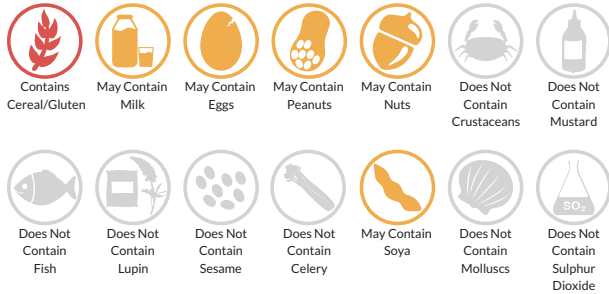 Contains
Cereal/Gluten
May Contain
Milk
May Contain
Eggs
May Contain
Peanuts
May Contain
Nuts
Does Not
Contain
Crustaceans
Does Not
Contain
Mustard
Does Not
Contain
Fish
Does Not
Contain
Lupin
Does Not
Contain
Sesame
Does Not
Contain
Celery
May Contain
Soya
Does Not
Contain
Molluscs
SO₂
Does Not
Contain
Sulphur
Dioxide